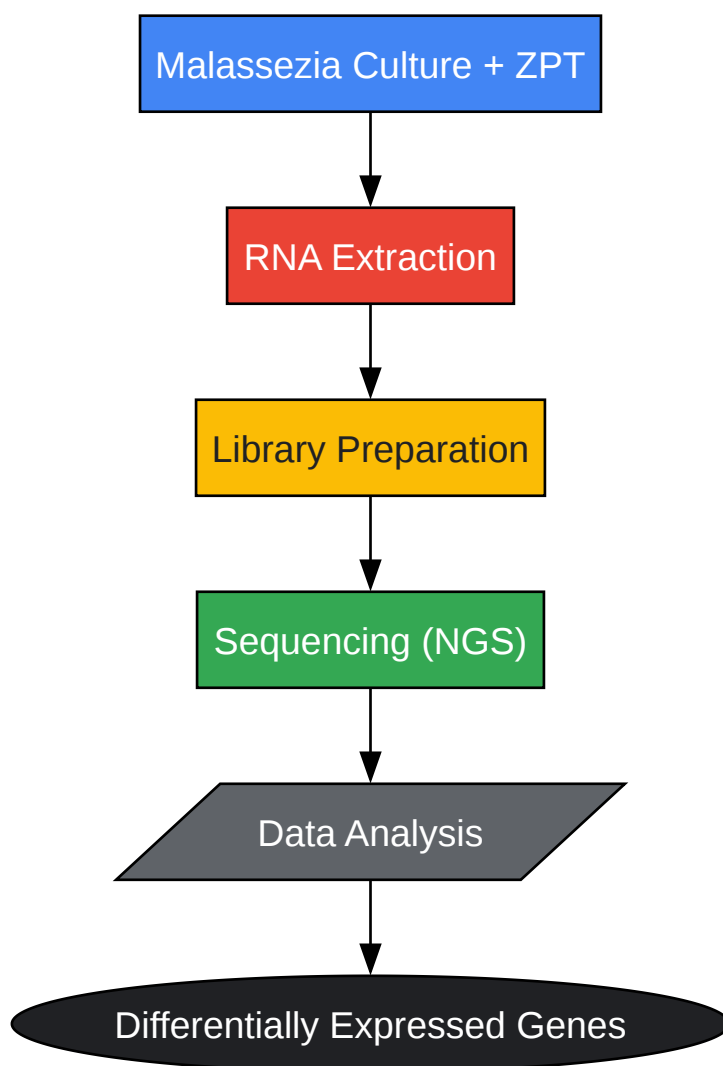 Malassezia Culture + ZPT
RNA Extraction
Library Preparation
Sequencing (NGS)
Data Analysis
Differentially Expressed Genes